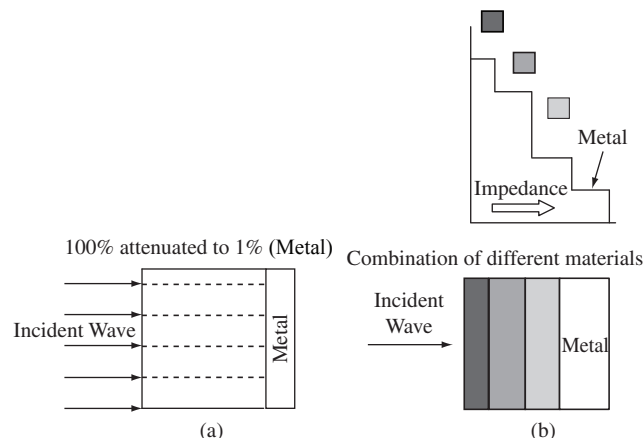 100% attenuated to 1% (Metal)
Incident Wave
Metal
(a)
Metal
Impedance
Combination of different materials
Incident
Wave
Metal
(b)